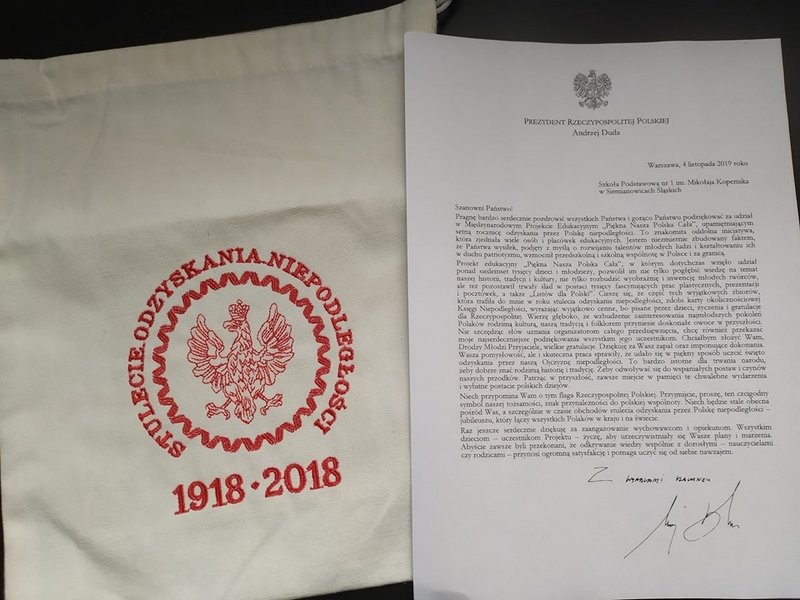 STULECIE ODZYSKANIA NIEPODLEGŁOŚCI
1918 • 2018
PREZYDENT RZECZYPOSPOLITEJ POLSKIEJ
Andrzej Duda
Warszawa, 4 listopada 2019 roku
Szkoła Podstawowa nr 1 im. Mikołaja Kopernika
w Siemianowicach Śląskich
Szanowni Państwo!
Pragnę bardzo serdecznie pozdrowić wszystkich Państwa i gorąco Państwu podziękować za udział
w Międzynarodowym Projekcie Edukacyjnym „Piękna Nasza Polska Cała”, upamiętniającym
setną rocznicę odzyskania przez Polskę niepodległości. To znakomita oddolna inicjatywa,
która zjednała wiele osób i placówek edukacyjnych. Jestem niezmiernie zbudowany faktem,
że Państwa wysiłek, podjęty z myślą o rozwijaniu talentów młodych ludzi i kształtowaniu ich
w duchu patriotyzmu, wzmocnił przedszkolną i szkolną wspólnotę w Polsce i za granicą.
Projekt edukacyjny „Piękna Nasza Polska Cała”, w którym dotychczas wzięło udział
ponad siedemset tysięcy dzieci i młodzieży, pozwolił im nie tylko pogłębić wiedzę na temat
naszej historii, tradycji i kultury, nie tylko rozbudzić wyobraźnię i inwencję młodych twórców,
ale też pozostawił trwały ślad w postaci tysięcy fascynujących prac plastycznych, prezentacji
i pocztówek, a także „Listów dla Polski”. Cieszę się, że część tych wyjątkowych zbiorów,
która trafiła do mnie w roku stulecia odzyskania niepodległości, zdobi karty okolicznościowej
Księgi Niepodległości, wyrażając wyjątkowo cenne, bo pisane przez dzieci, życzenia i gratulacje
dla Rzeczypospolitej. Wierzę głęboko, że wzbudzenie zainteresowania najmłodszych pokoleń
Polaków rodzimą kulturą, naszą tradycją i folklorem przyniesie doskonałe owoce w przyszłości.
Nie szczędząc słów uznania organizatorom całego przedsięwzięcia, chcę również przekazać
moje najserdeczniejsze podziękowania wszystkim jego uczestnikom. Chciałbym złożyć Wam,
Drodzy Młodzi Przyjaciele, wielkie gratulacje. Dziękuję za Wasz zapał oraz imponujące dokonania.
Wasza pomysłowość, ale i skuteczna praca sprawiły, że udało się w piękny sposób uczcić święto
odzyskania przez naszą Ojczyznę niepodległości. To bardzo istotne dla trwania narodu,
żeby dobrze znać rodzimą historię i tradycję. Żeby odwoływać się do wspaniałych postaw i czynów
naszych przodków. Patrząc w przyszłość, zawsze miejcie w pamięci te chwalebne wydarzenia
i wybitne postacie polskich dziejów.
Niech przypomina Wam o tym flaga Rzeczypospolitej Polskiej. Przyjmijcie, proszę, ten czcigodny
symbol naszej tożsamości, znak przynależności do polskiej wspólnoty. Niech będzie stale obecna
pośród Was, a szczególnie w czasie obchodów stulecia odzyskania przez Polskę niepodległości –
jubileuszu, który łączy wszystkich Polaków w kraju i na świecie.
Raz jeszcze serdecznie dziękuję za zaangażowanie wychowawcom i opiekunom. Wszystkim
dzieciom – uczestnikom Projektu – życzę, aby urzeczywistniały się Wasze plany i marzenia.
Abyście zawsze byli przekonani, że odkrywanie wiedzy wspólnie z dorosłymi – nauczycielami
czy rodzicami – przynosi ogromną satysfakcję i pomaga uczyć się od siebie nawzajem.
Z